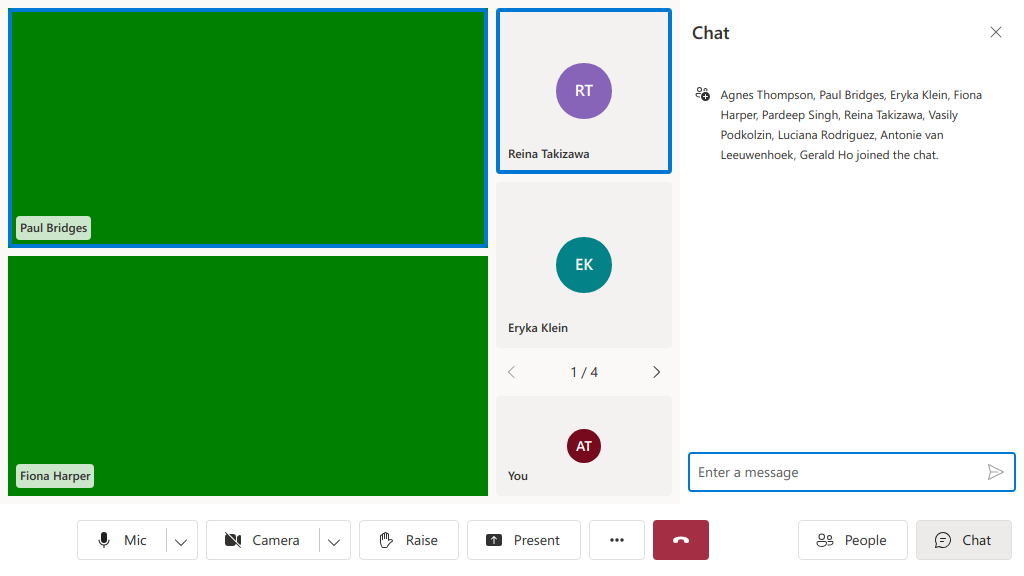 Paul Bridges
Fiona Harper
RT
Reina Takizawa
EK
Eryka Klein
1 / 4
AT
You
Chat
Agnes Thompson, Paul Bridges, Eryka Klein, Fiona
Harper, Pardeep Singh, Reina Takizawa, Vasily
Podkolzin, Luciana Rodriguez, Antonie van
Leeuwenhoek, Gerald Ho joined the chat.
Enter a message
Mic
Camera
Raise
Present
People
Chat